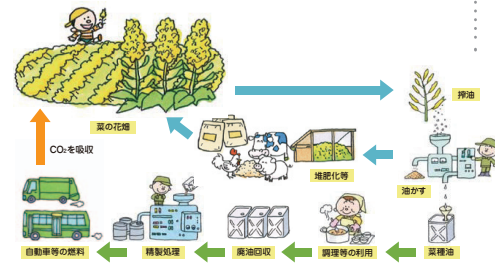 搾油
菜の花畑
CO₂を吸収
堆肥化等
油かす
自動車等の燃料
精製処理
廃油回収
調理等の利用
菜種油